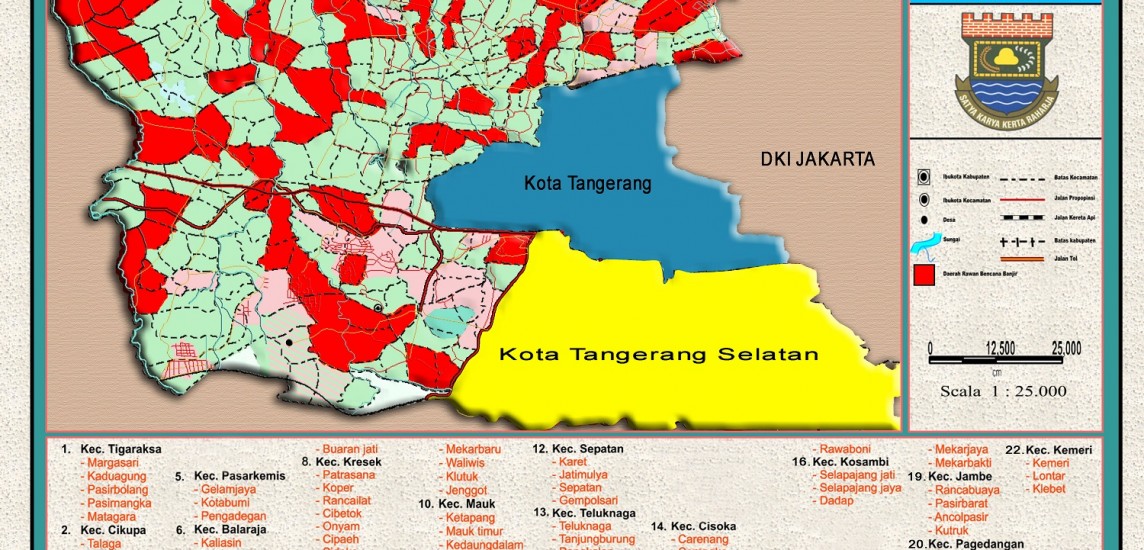 SATYA KARYA KERTA RAHARJA
DKI JAKARTA
Kota Tangerang
Kota Tangerang Selatan
Ibukota Kabupaten
Batas Kecamatan
Ibukota Kecamatan
Jalan Propopinsi
Desa
Jalan Kereta Api
Sungai
Batas kabupaten
Jalan Tol
Daerah Rawan Bencana Banjir
0 12,500 25,000
cm
Scala 1 : 25.000
1. Kec. Tigaraksa
- Margasari
- Kaduagung
- Pasirbolang
- Pasirnangka
- Matagara
2. Kec. Cikupa
- Talaga
5. Kec. Pasarkemis
- Gelamjaya
- Kotabumi
- Pengadegan
6. Kec. Balaraja
- Kaliasin
- Buaran jati
8. Kec. Kresek
- Patrasana
- Koper
- Rancailat
- Cibetok
- Onyam
- Cipaeh
- Mekarbaru
- Waliwis
- Klutuk
- Jenggot
10. Kec. Mauk
- Ketapang
- Mauk timur
- Kedaungdalam
12. Kec. Sepatan
- Karet
- Jatimulya
- Sepatan
- Gempolsari
13. Kec. Teluknaga
- Teluknaga
- Tanjungburung
14. Kec. Cisoka
- Carenang
- Rawaboni
16. Kec. Kosambi
- Selapajang jati
- Selapajang jaya
- Dadap
- Mekarjaya
- Mekarbakti
19. Kec. Jambe
- Rancabuaya
- Pasirbarat
- Ancolpasir
- Kutruk
20. Kec. Pagedangan
22. Kec. Kemeri
- Kemeri
- Lontar
- Klebet